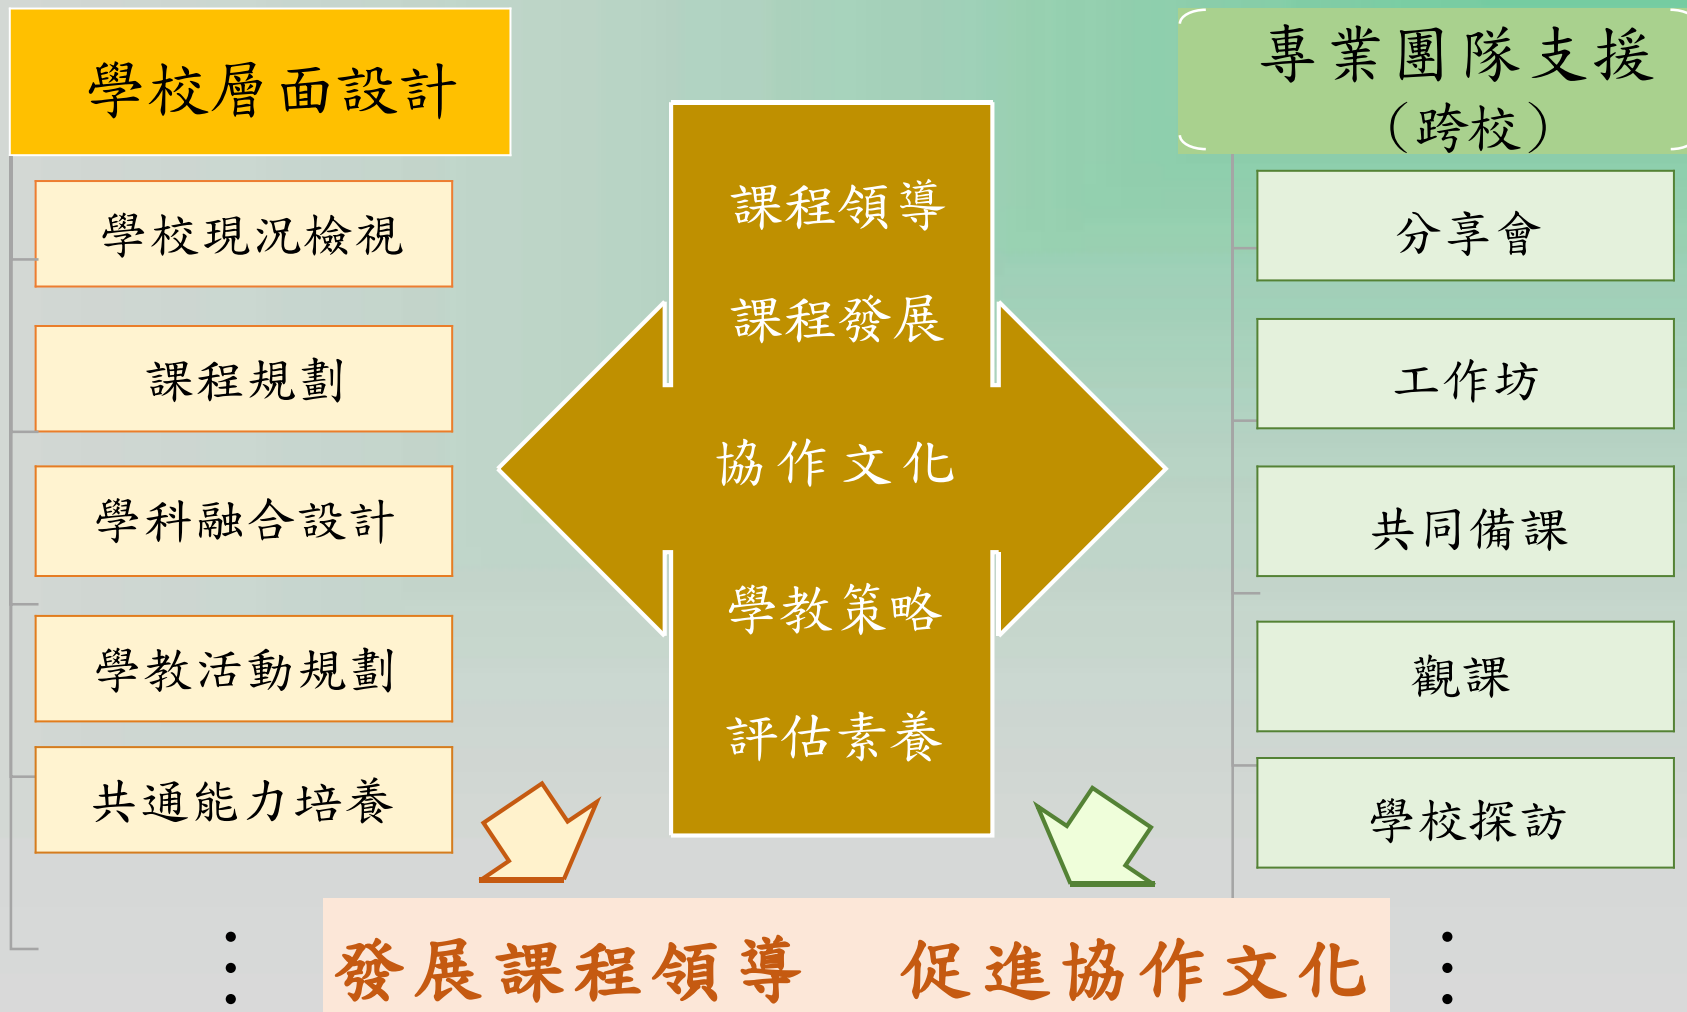 學校層面設計
學校現況檢視
課程規劃
學科融合設計
學教活動規劃
共通能力培養
課程領導
課程發展
協作文化
學教策略
評估素養
專業團隊支援
（跨校）
分享會
工作坊
共同備課
觀課
學校探訪
發展課程領導 促進協作文化